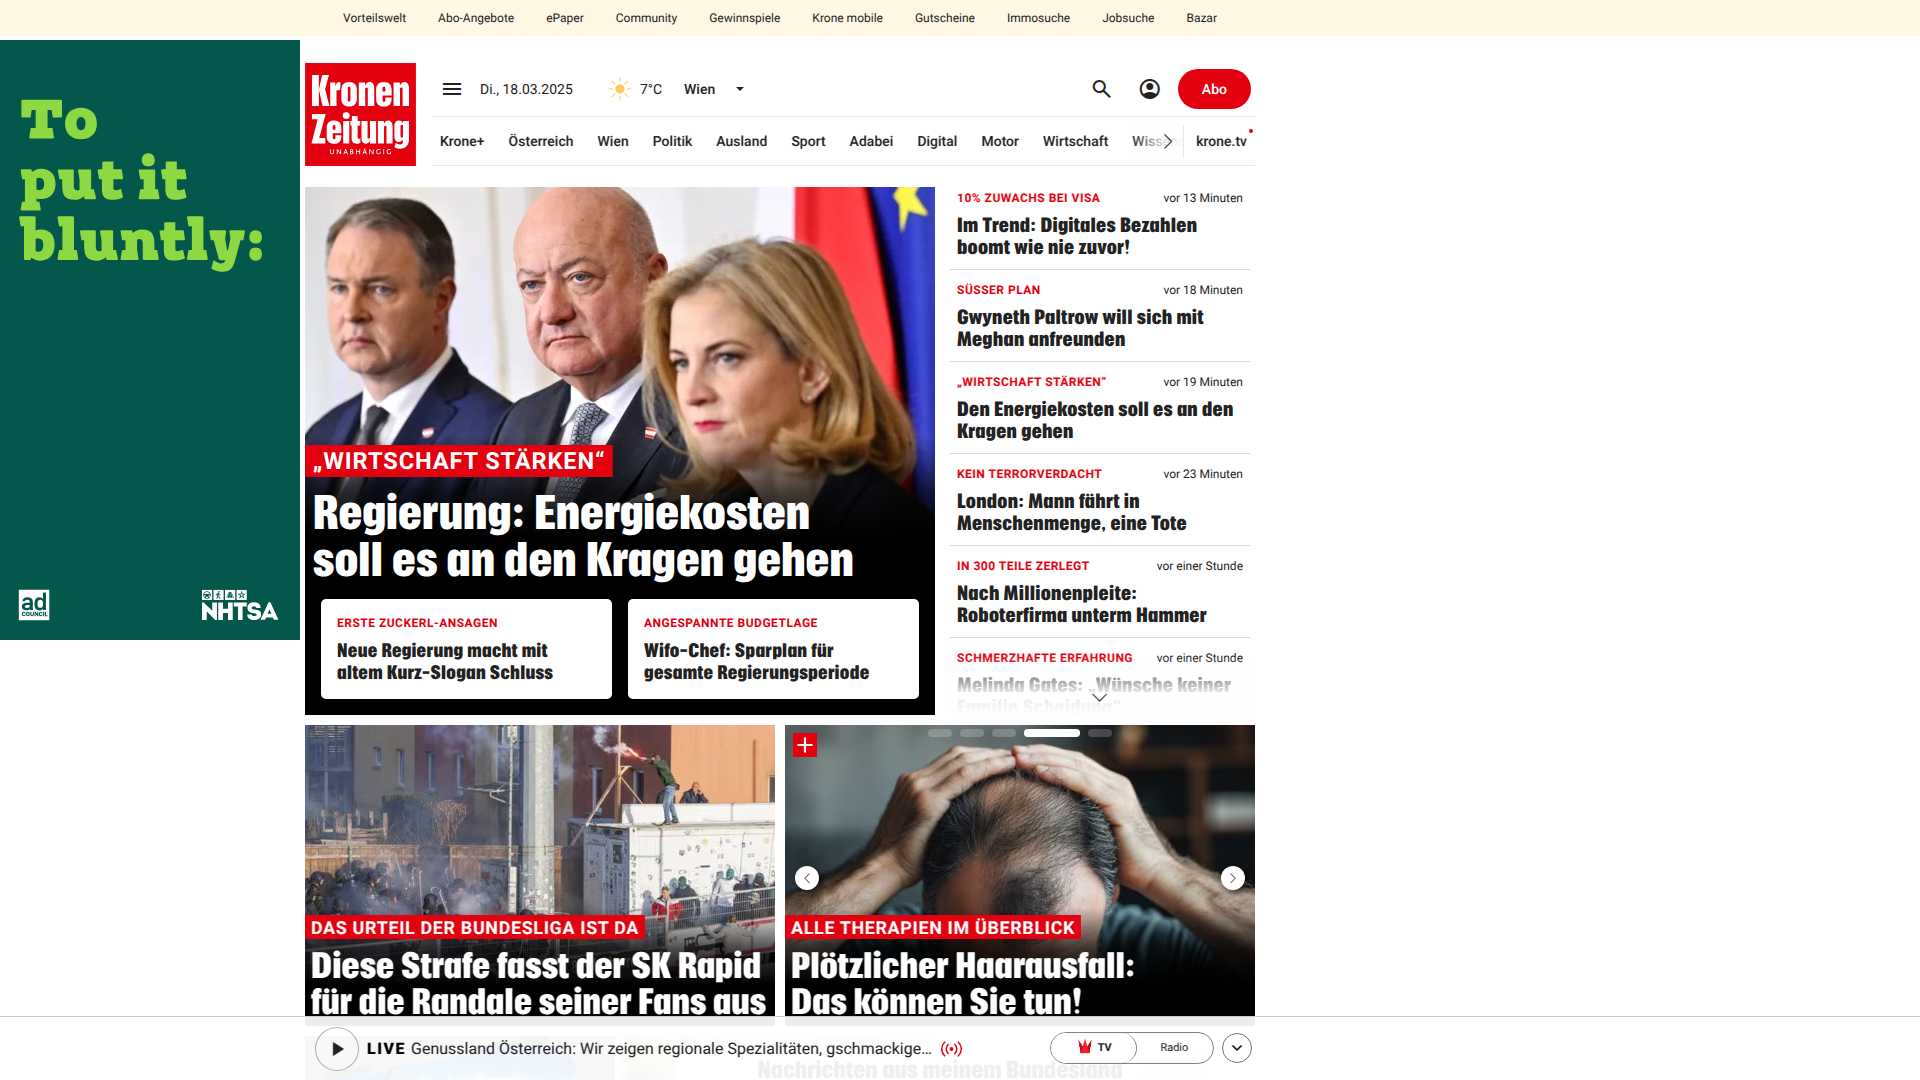 Vorteilswelt Abo-Angebote ePaper Community Gewinnspiele Krone mobile Gutscheine Immosuche Jobsuche Bazar
To
put it
bluntly:
ad
COUNCIL
NHTSA
Kronen
Zeitung
UNABHÄNGIG
Di., 18.03.2025 7°C Wien
Abo
Krone+ Österreich Wien Politik Ausland Sport Adabei Digital Motor Wirtschaft krone.tv
„WIRTSCHAFT STÄRKEN“
Regierung: Energiekosten
soll es an den Kragen gehen
ERSTE ZUCKERL-ANSAGEN
Neue Regierung macht mit
altem Kurz-Slogan Schluss
ANGESPANNTE BUDGETLAGE
Wifo-Chef: Sparplan für
gesamte Regierungsperiode
10% ZUWACHS BEI VISA vor 13 Minuten
Im Trend: Digitales Bezahlen
boomt wie nie zuvor!
SÜSSER PLAN vor 18 Minuten
Gwyneth Paltrow will sich mit
Meghan anfreunden
„WIRTSCHAFT STÄRKEN“ vor 19 Minuten
Den Energiekosten soll es an den
Kragen gehen
KEIN TERRORVERDACHT vor 23 Minuten
London: Mann fährt in
Menschenmenge, eine Tote
IN 300 TEILE ZERLEGT vor einer Stunde
Nach Millionenpleite:
Roboterfirma unterm Hammer
SCHMERZHAFTE ERFAHRUNG vor einer Stunde
Melinda Gates: „Wünsche keiner
Familie Scheidung“
DAS URTEIL DER BUNDESLIGA IST DA
Diese Strafe fasst der SK Rapid
für die Randale seiner Fans aus
ALLE THERAPIEN IM ÜBERBLICK
Plötzlicher Haarausfall:
Das können Sie tun!
LIVE Genussland Österreich: Wir zeigen regionale Spezialitäten, gschmackige...
TV Radio
Nachrichten aus meinem Bundesland